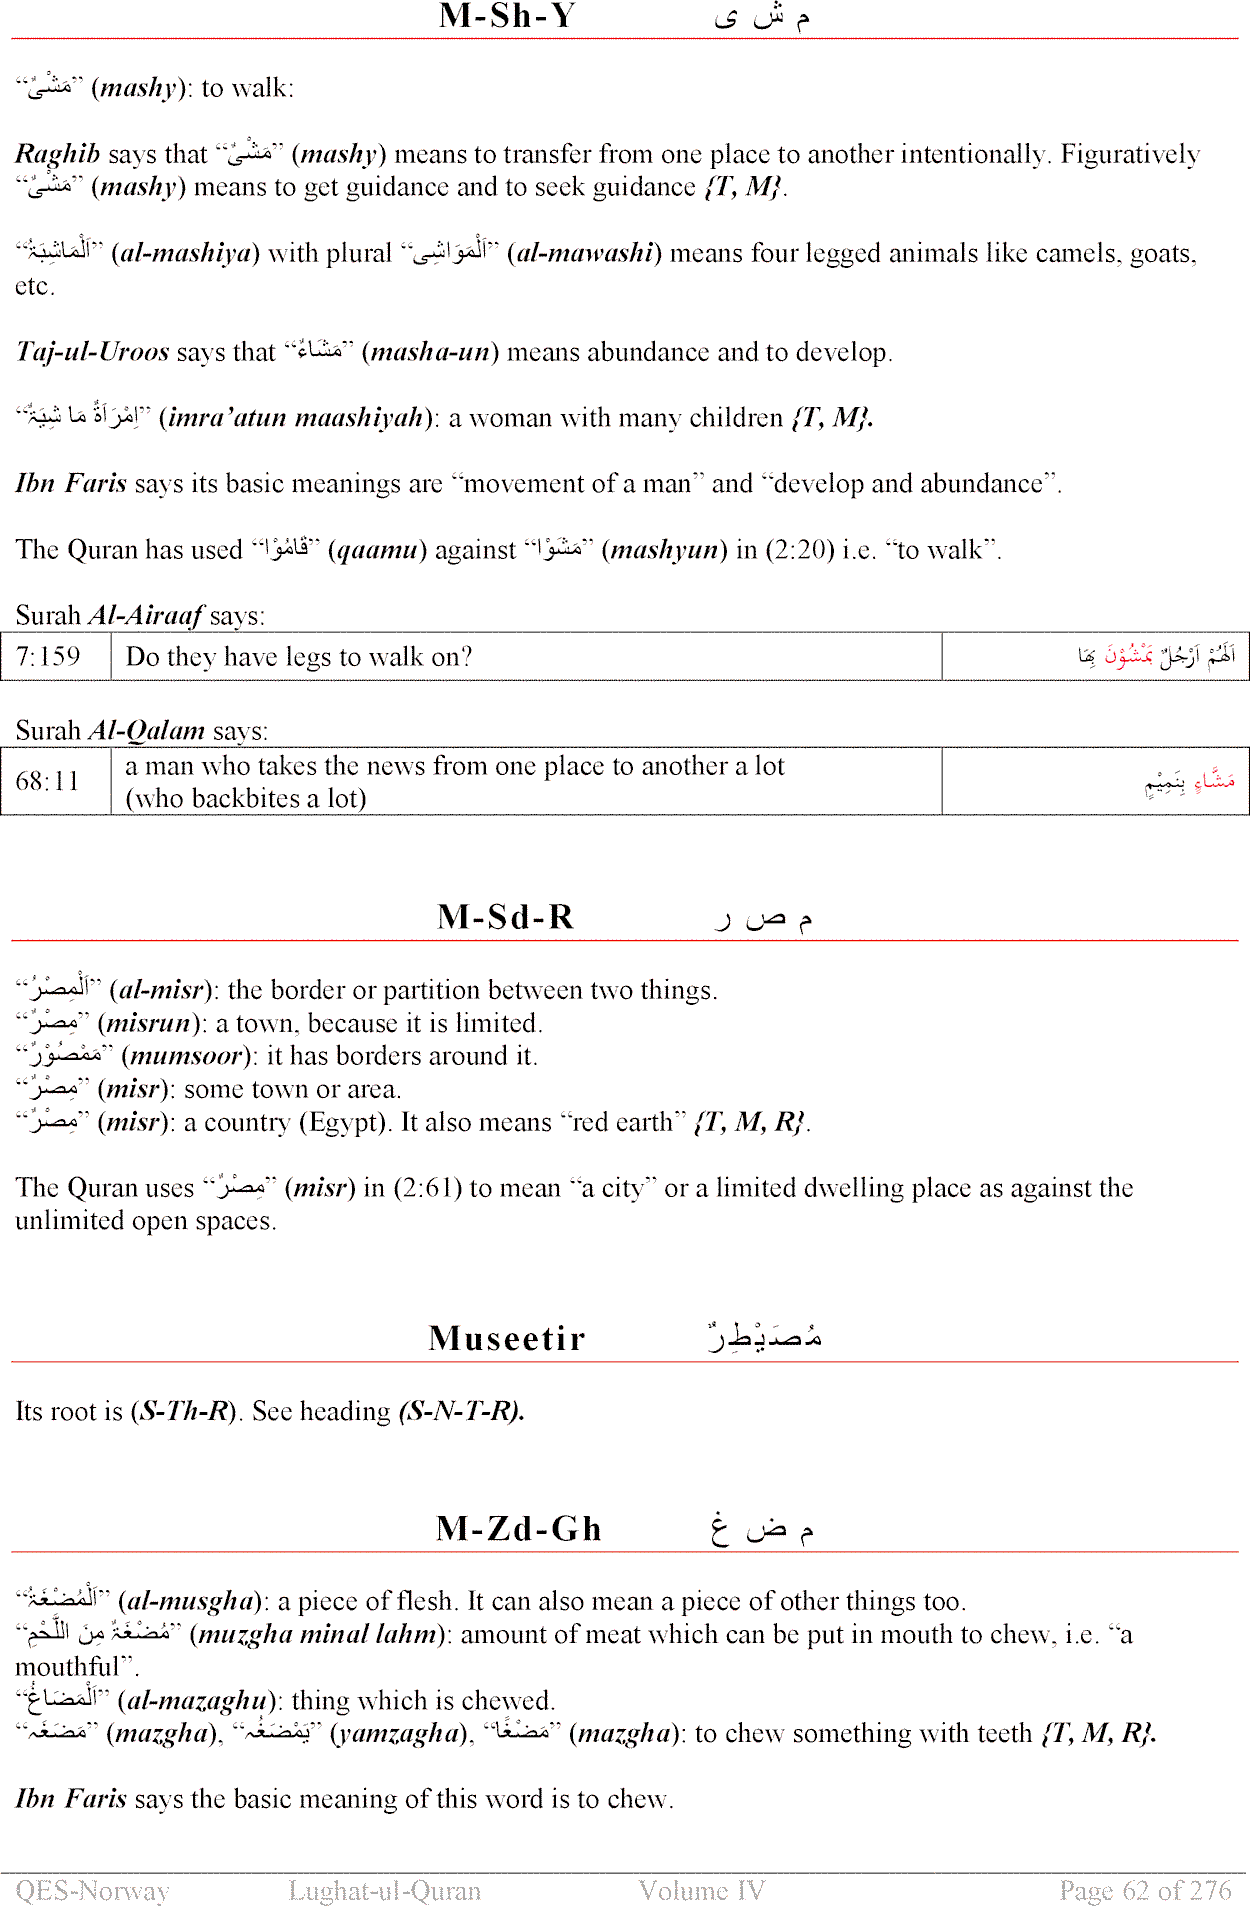 M-Sh-Y م ش ی
“مَشْیٌ” (mashy): to walk:
Raghib says that “مَشْیٌ” (mashy) means to transfer from one place to another intentionally. Figuratively
“مَشْیٌ” (mashy) means to get guidance and to seek guidance {T, M}.
“اَلْمَاشِيَةُ” (al-mashiya) with plural “اَلْمَوَاشِی” (al-mawashi) means four legged animals like camels, goats,
etc.
Taj-ul-Uroos says that “مَشَاءٌ” (masha-un) means abundance and to develop.
“اِمْرَاَةٌ مَا شِيَةٌ” (imra’atun maashiyah): a woman with many children {T, M}.
Ibn Faris says its basic meanings are “movement of a man” and “develop and abundance”.
The Quran has used “قَامُوْا” (qaamu) against “مَشَوْا” (mashyun) in (2:20) i.e. “to walk”.
Surah Al-Airaaf says:
7:159 Do they have legs to walk on? اَلَهُمْ اَرْجُلٌ يَمْشُوْنَ بِهَا
Surah Al-Qalam says:
68:11 a man who takes the news from one place to another a lot
(who backbites a lot) مَشَّاءٍ بِنَمِيْمٍ
M-Sd-R م ص ر
“اَلْمِصْرُ” (al-misr): the border or partition between two things.
“مِصْرٌ” (misrun): a town, because it is limited.
“مَمْصُوْرٌ” (mumsoor): it has borders around it.
“مِصْرٌ” (misr): some town or area.
“مِصْرٌ” (misr): a country (Egypt). It also means “red earth” {T, M, R}.
The Quran uses “مِصْرٌ” (misr) in (2:61) to mean “a city” or a limited dwelling place as against the
unlimited open spaces.
Museetir مُصَيْطِرٌ
Its root is (S-Th-R). See heading (S-N-T-R).
M-Zd-Gh م ض غ
“اَلْمُضْغَةُ” (al-musgha): a piece of flesh. It can also mean a piece of other things too.
“مُضْغَةٌ مِنَ اللَّحْمِ” (muzgha minal lahm): amount of meat which can be put in mouth to chew, i.e. “a
mouthful”.
“اَلْمَضَاغُ” (al-mazaghu): thing which is chewed.
“مَضَغَہ” (mazgha), “يَمْضَغُہ” (yamzagha), “مَضْغًا” (mazgha): to chew something with teeth {T, M, R}.
Ibn Faris says the basic meaning of this word is to chew.
QES-Norway Lughat-ul-Quran Volume IV Page 62 of 276